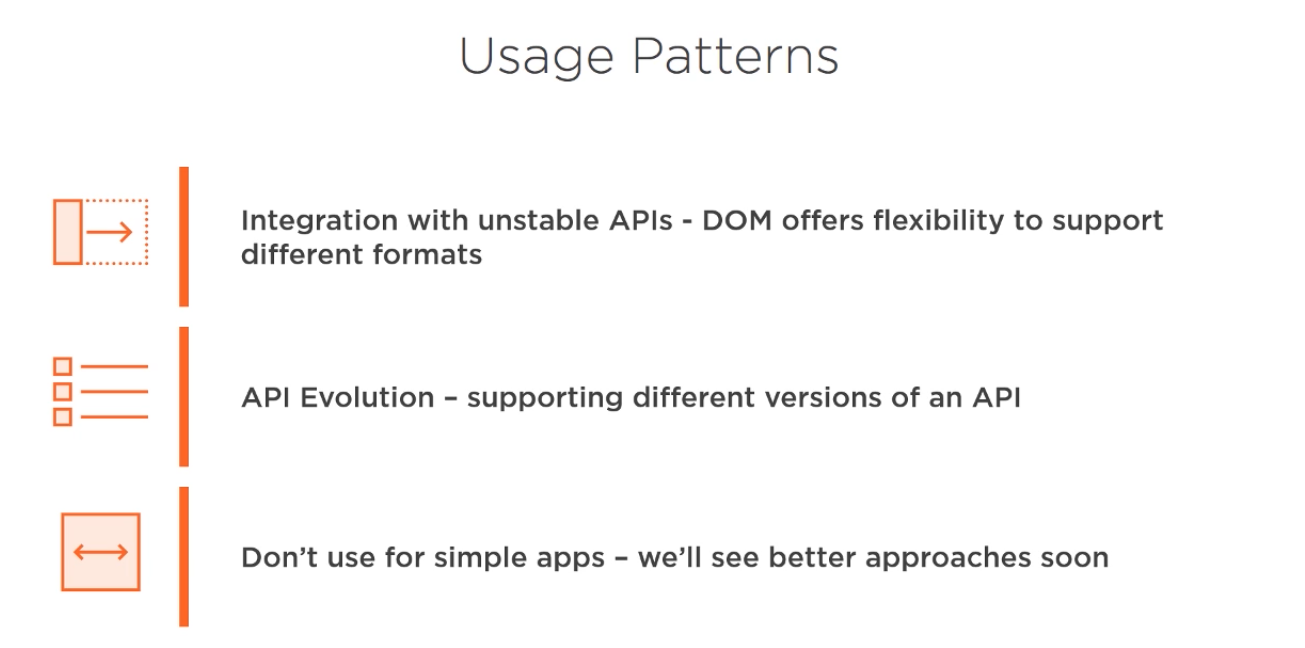 Usage Patterns
Integration with unstable APIs - DOM offers flexibility to support
different formats
API Evolution – supporting different versions of an API
Don’t use for simple apps – we’ll see better approaches soon